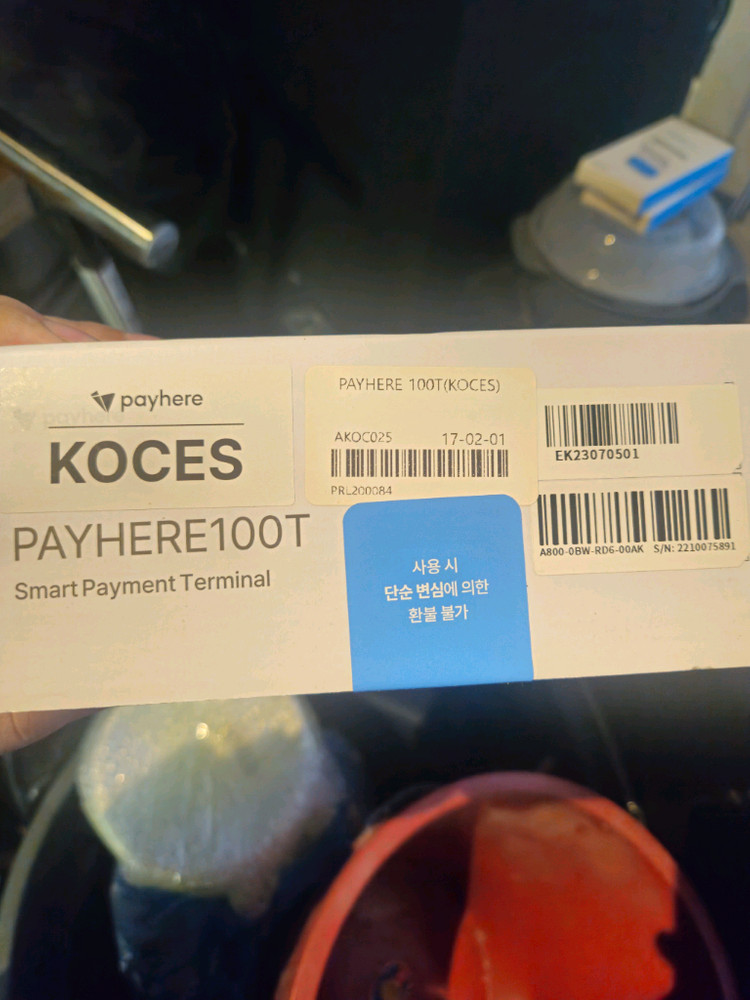 payhere
KOCES
PAYHERE100T
Smart Payment Terminal
PAYHERE 100T(KOCES)
AKOC025 17-02-01
PRL200084
사용 시
단순 변심에 의한
환불 불가
EK23070501
A800-0BW-RD6-00AK S/N: 2210075891